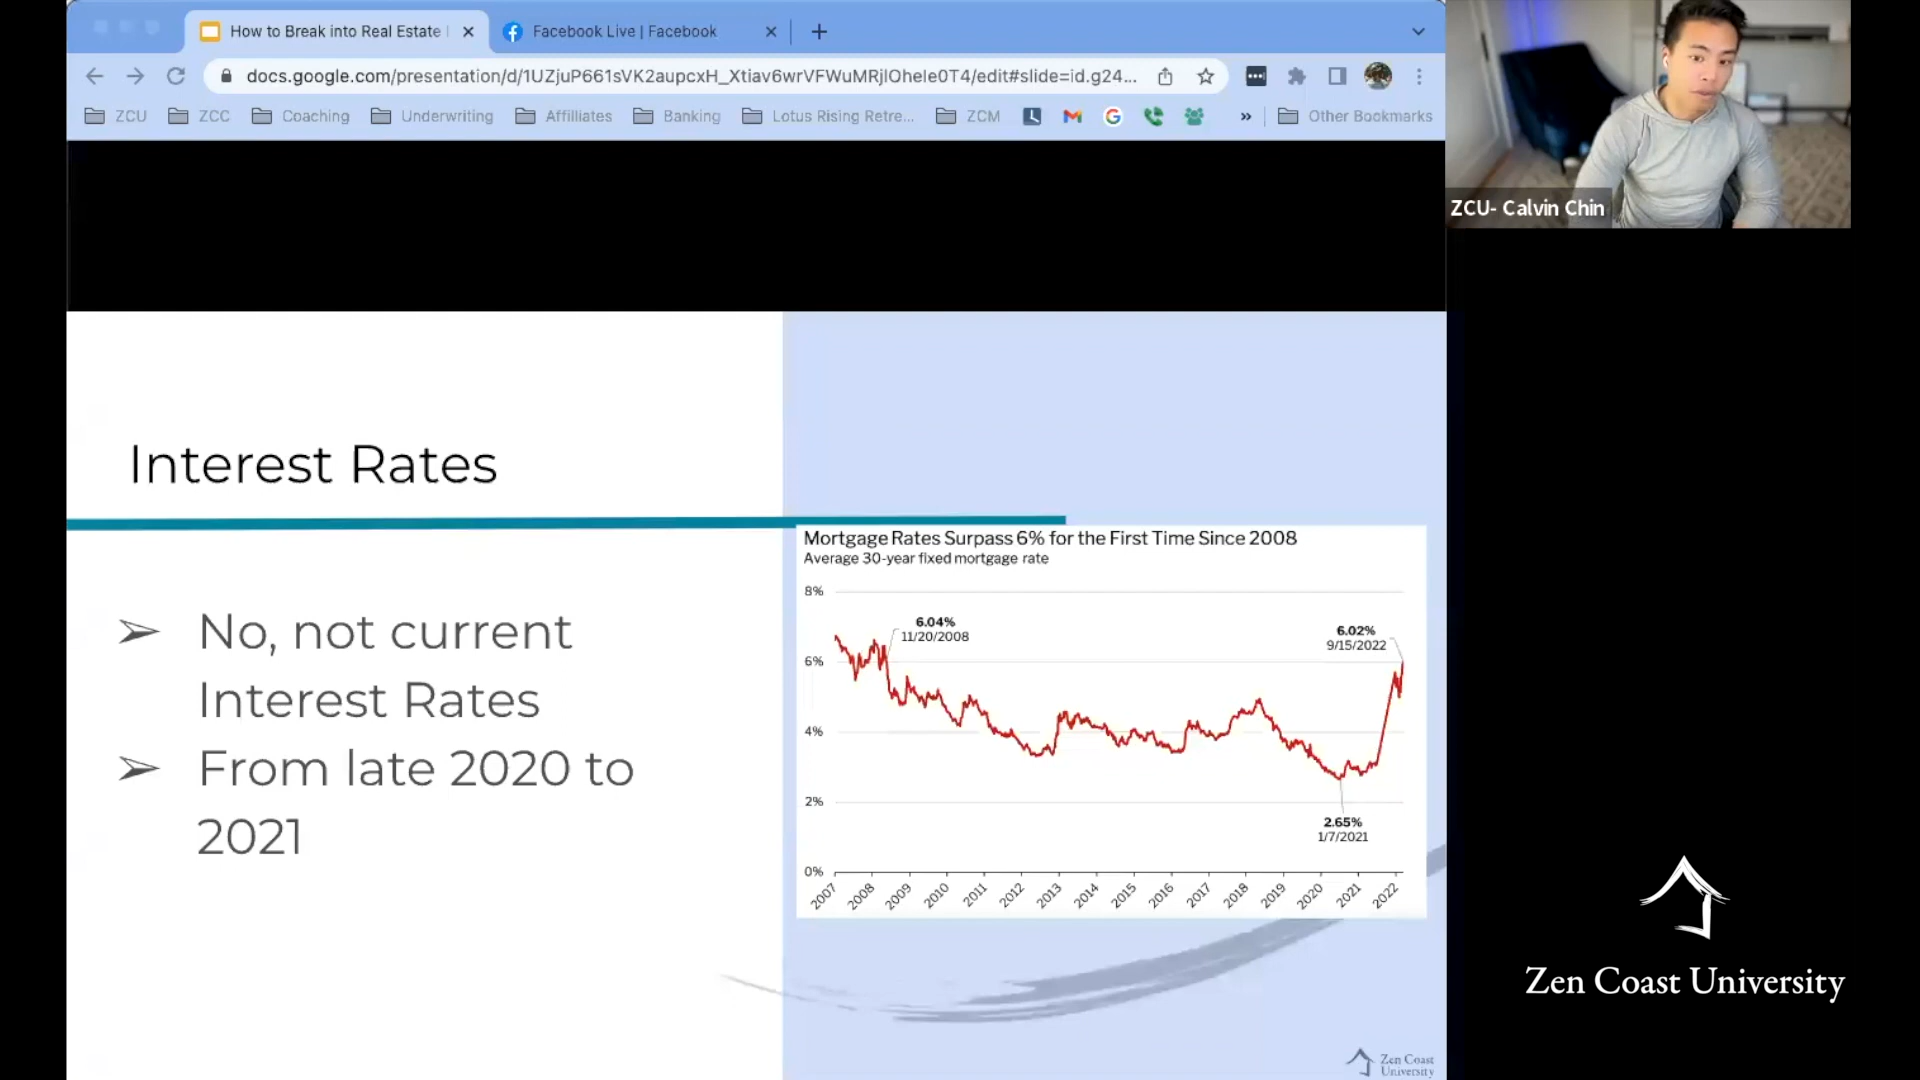 How to Break into Real Estate
Facebook Live | Facebook
docs.google.com/presentation/d/1UZjuP661sVK2aupcxH_Xtiav6wrVFWuMRjlOhele0T4/edit#slide=id.g24...
ZCU
ZCC
Coaching
Underwriting
Affilliates
Banking
Lotus Rising Retre...
ZCM
»
Other Bookmarks
ZCU- Calvin Chin
Interest Rates
➢ No, not current
Interest Rates
➢ From late 2020 to
2021
Mortgage Rates Surpass 6% for the First Time Since 2008
Average 30-year fixed mortgage rate
8%
6%
4%
2%
0%
6.04%
11/20/2008
6.02%
9/15/2022
2.65%
1/7/2021
2007
2008
2009
2010
2011
2012
2013
2014
2015
2016
2017
2018
2019
2020
2021
2022
Zen Coast
University
Zen Coast University